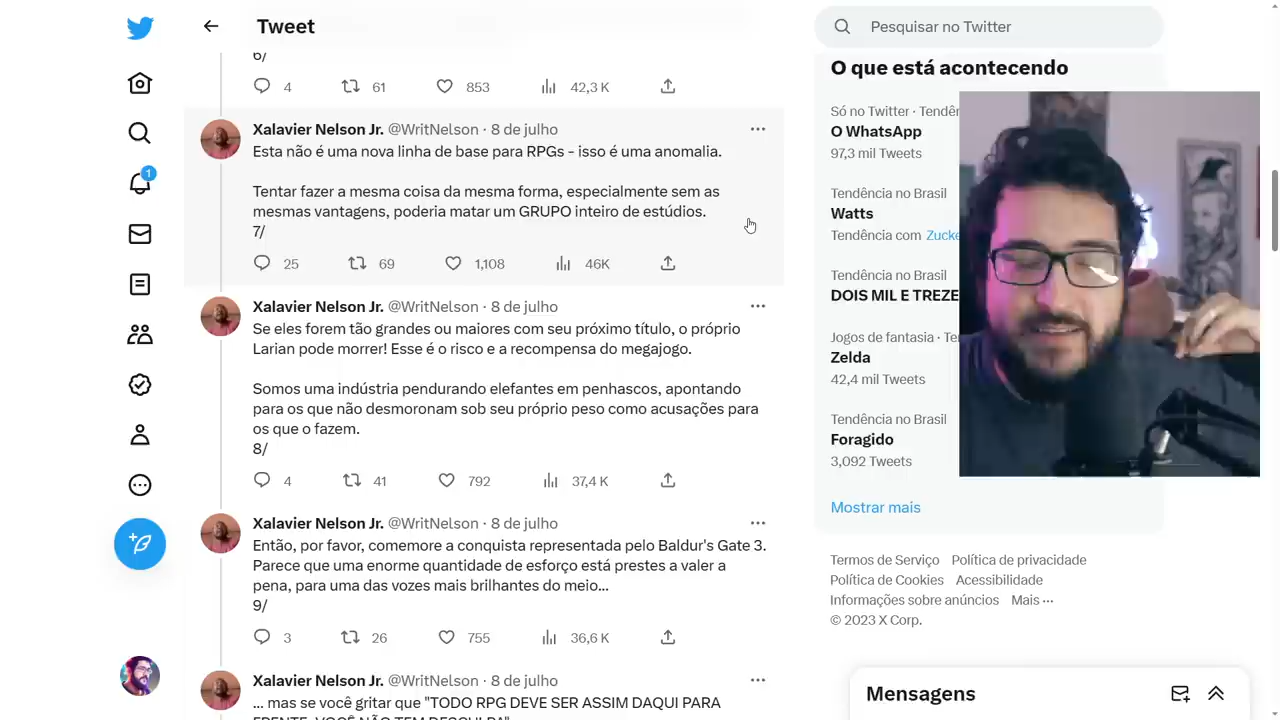 Tweet
Pesquisar no Twitter
6/
4 61 853 42,3 K
Xalavier Nelson Jr. @WritNelson · 8 de julho
Esta não é uma nova linha de base para RPGs - isso é uma anomalia.
Tentar fazer a mesma coisa da mesma forma, especialmente sem as
mesmas vantagens, poderia matar um GRUPO inteiro de estúdios.
7/
25 69 1,108 46K
Xalavier Nelson Jr. @WritNelson · 8 de julho
Se eles forem tão grandes ou maiores com seu próximo título, o próprio
Larian pode morrer! Esse é o risco e a recompensa do megajogo.
Somos uma indústria pendurando elefantes em penhascos, apontando
para os que não desmoronam sob seu próprio peso como acusações para
os que o fazem.
8/
4 41 792 37,4 K
Xalavier Nelson Jr. @WritNelson · 8 de julho
Então, por favor, comemore a conquista representada pelo Baldur's Gate 3.
Parece que uma enorme quantidade de esforço está prestes a valer a
pena, para uma das vozes mais brilhantes do meio...
9/
3 26 755 36,6 K
Xalavier Nelson Jr. @WritNelson · 8 de julho
... mas se você gritar que "TODO RPG DEVE SER ASSIM DAQUI PARA
FRENTE, VOCÊ NÃO TEM DESCULPA"
1
O que está acontecendo
Só no Twitter · Tendên
O WhatsApp
97,3 mil Tweets
Tendência no Brasil
Watts
Tendência com Zucke
Tendência no Brasil
DOIS MIL E TREZE
Jogos de fantasia · Te
Zelda
42,4 mil Tweets
Tendência no Brasil
Foragido
3,092 Tweets
Mostrar mais
Termos de Serviço Política de privacidade
Política de Cookies Acessibilidade
Informações sobre anúncios Mais ···
© 2023 X Corp.
Mensagens